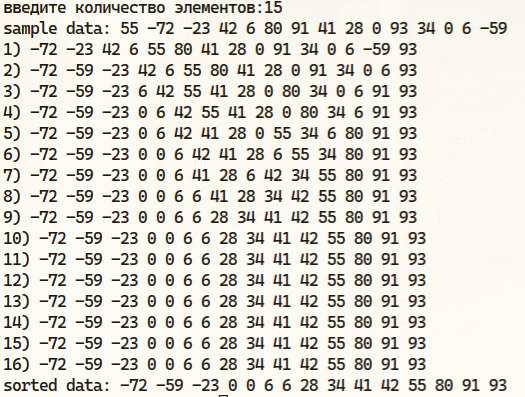 введите количество элементов:15
sample data: 55 -72 -23 42 6 80 91 41 28 0 93 34 0 6 -59
1) -72 -23 42 6 55 80 41 28 0 91 34 0 6 -59 93
2) -72 -59 -23 42 6 55 80 41 28 0 91 34 0 6 93
3) -72 -59 -23 6 42 55 41 28 0 80 34 0 6 91 93
4) -72 -59 -23 0 6 42 55 41 28 0 80 34 6 91 93
5) -72 -59 -23 0 6 42 41 28 0 55 34 6 80 91 93
6) -72 -59 -23 0 0 6 42 41 28 6 55 34 80 91 93
7) -72 -59 -23 0 0 6 41 28 6 42 34 55 80 91 93
8) -72 -59 -23 0 0 6 6 41 28 34 42 55 80 91 93
9) -72 -59 -23 0 0 6 6 28 34 41 42 55 80 91 93
10) -72 -59 -23 0 0 6 6 28 34 41 42 55 80 91 93
11) -72 -59 -23 0 0 6 6 28 34 41 42 55 80 91 93
12) -72 -59 -23 0 0 6 6 28 34 41 42 55 80 91 93
13) -72 -59 -23 0 0 6 6 28 34 41 42 55 80 91 93
14) -72 -59 -23 0 0 6 6 28 34 41 42 55 80 91 93
15) -72 -59 -23 0 0 6 6 28 34 41 42 55 80 91 93
16) -72 -59 -23 0 0 6 6 28 34 41 42 55 80 91 93
sorted data: -72 -59 -23 0 0 6 6 28 34 41 42 55 80 91 93